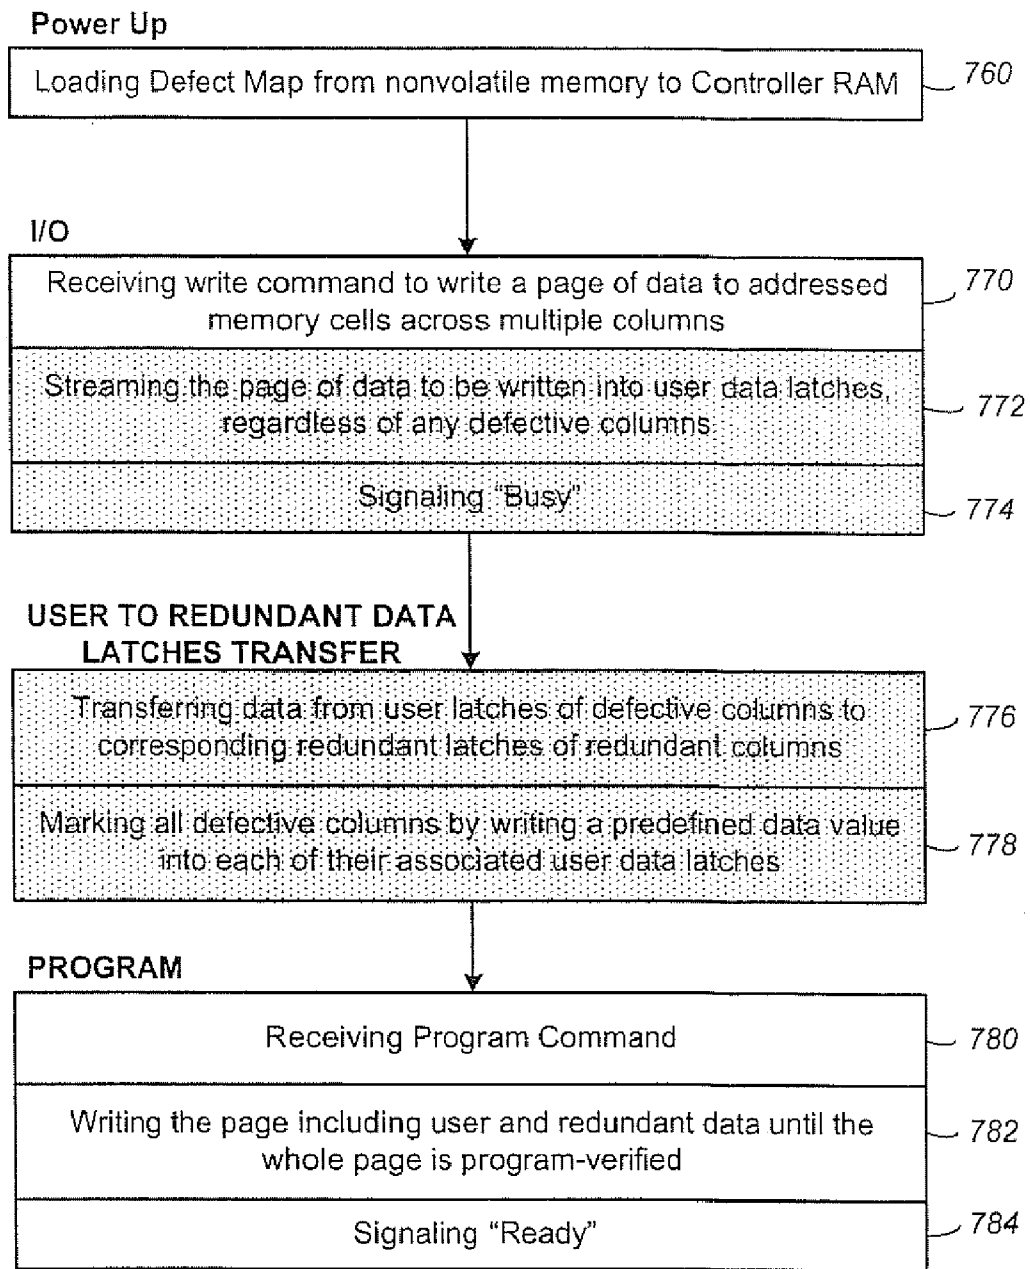 Power Up
Loading Defect Map from nonvolatile memory to Controller RAM
760
I/O
Receiving write command to write a page of data to addressed
memory cells across multiple columns
770
Streaming the page of data to be written into user data latches,
regardless of any defective columns
772
Signaling “Busy”
774
USER TO REDUNDANT DATA
LATCHES TRANSFER
Transferring data from user latches of defective columns to
corresponding redundant latches of redundant columns
776
Marking all defective columns by writing a predefined data value
into each of their associated user data latches
778
PROGRAM
Receiving Program Command
780
Writing the page including user and redundant data until the
whole page is program-verified
782
Signaling “Ready”
784